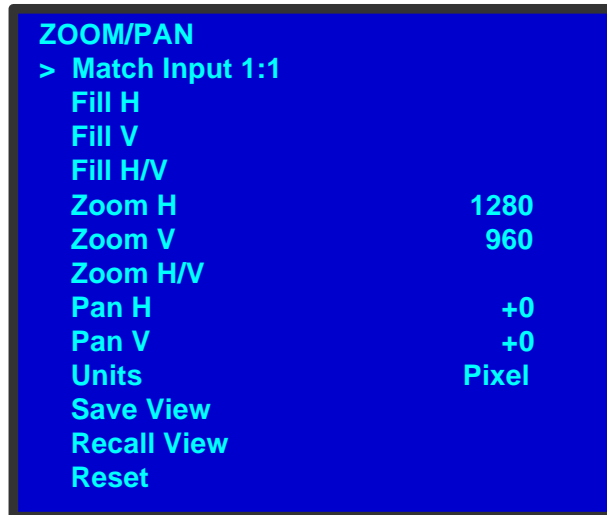 ZOOM/PAN
> Match Input 1:1
Fill H
Fill V
Fill H/V
Zoom H 1280
Zoom V 960
Zoom H/V
Pan H +0
Pan V +0
Units Pixel
Save View
Recall View
Reset